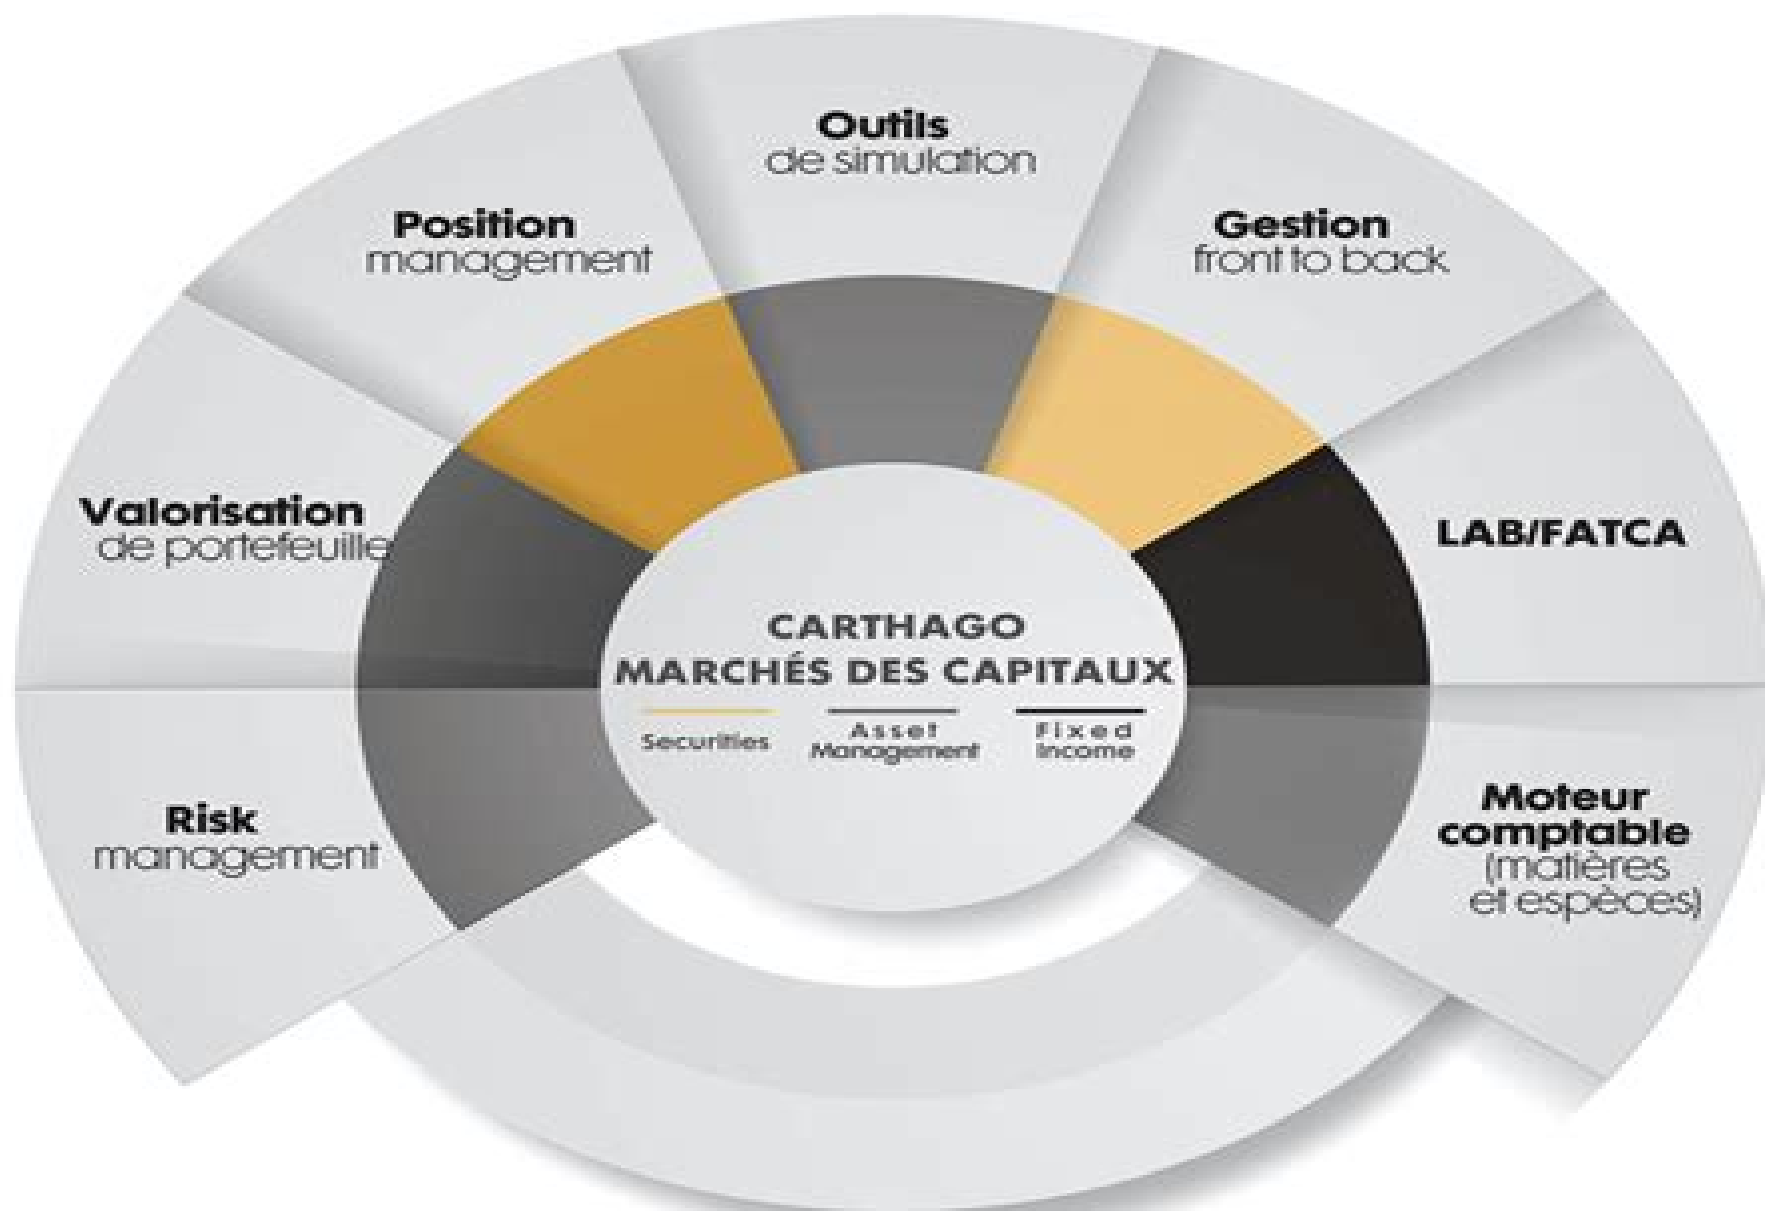 Outils
de simulation
Position
management
Gestion
front to back
Valorisation
de portefeuille
LAB/FATCA
CARTHAGO
MARCHÉS DES CAPITAUX
Securities
Asset
Management
Fixed
Income
Risk
management
Moteur
comptable
(matières
et espèces)